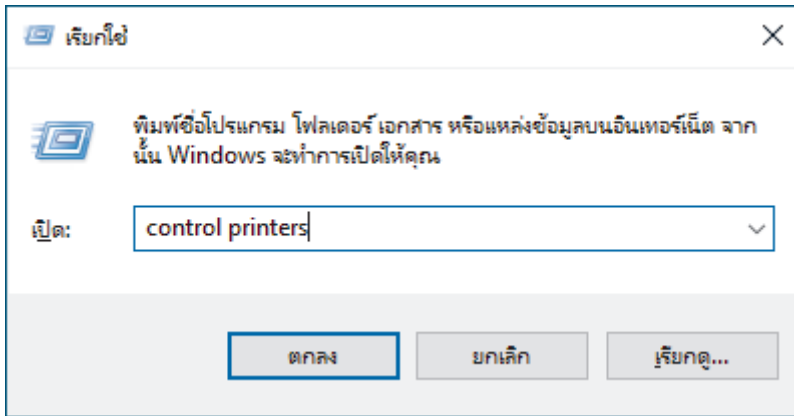 เรียกใช้
พิมพ์ชื่อโปรแกรม โฟลเดอร์ เอกสาร หรือแหล่งข้อมูลบนอินเทอร์เน็ต จาก
นั้น Windows จะทำการเปิดให้คุณ
เปิด: control printers
ตกลง ยกเลิก เรียกดู...